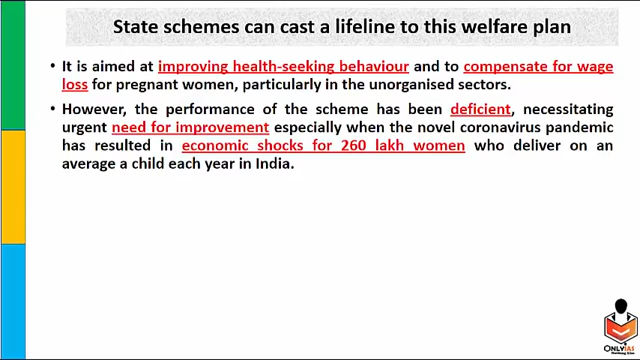 State schemes can cast a lifeline to this welfare plan
• It is aimed at improving health-seeking behaviour and to compensate for wage
loss for pregnant women, particularly in the unorganised sectors.
• However, the performance of the scheme has been deficient, necessitating
urgent need for improvement especially when the novel coronavirus pandemic
has resulted in economic shocks for 260 lakh women who deliver on an
average a child each year in India.
ONLYIAS